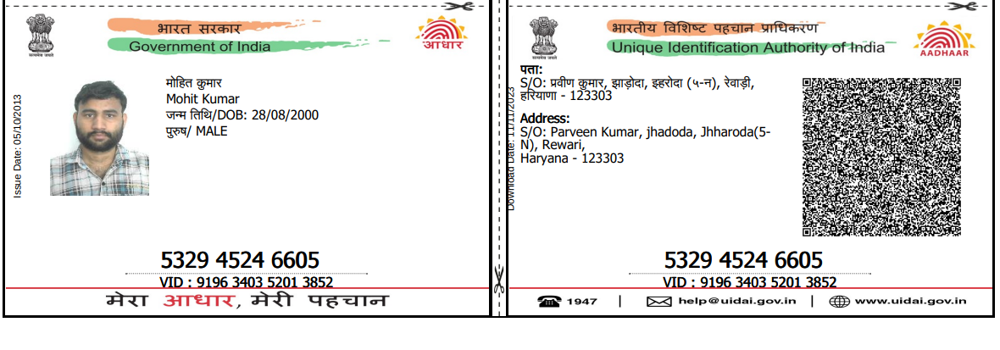 भारत सरकार
Government of India
आधार
सत्यमेव जयते
Issue Date: 05/10/2013
मोहित कुमार
Mohit Kumar
जन्म तिथि/DOB: 28/08/2000
पुरुष/ MALE
5329 4524 6605
VID : 9196 3403 5201 3852
मेरा आधार, मेरी पहचान
भारतीय विशिष्ट पहचान प्राधिकरण
Unique Identification Authority of India
AADHAAR
सत्यमेव जयते
Download Date: 11/11/2023
पता:
S/O: प्रवीण कुमार, झाड़ोदा, झ्हरोदा (५-न), रेवाड़ी,
हरियाणा - 123303
Address:
S/O: Parveen Kumar, jhadoda, Jhharoda(5-
N), Rewari,
Haryana - 123303
5329 4524 6605
VID : 9196 3403 5201 3852
1947 | help@uidai.gov.in | www.uidai.gov.in